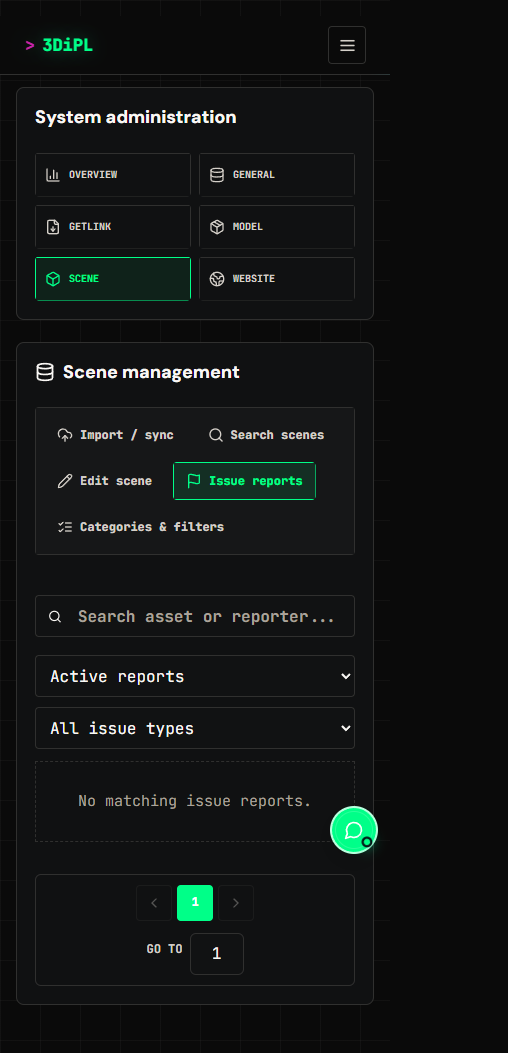 > 3DiPL
System administration
OVERVIEW
GENERAL
GETLINK
MODEL
SCENE
WEBSITE
Scene management
Import / sync
Search scenes
Edit scene
Issue reports
Categories & filters
Search asset or reporter...
Active reports
All issue types
No matching issue reports.
1
GO TO
1